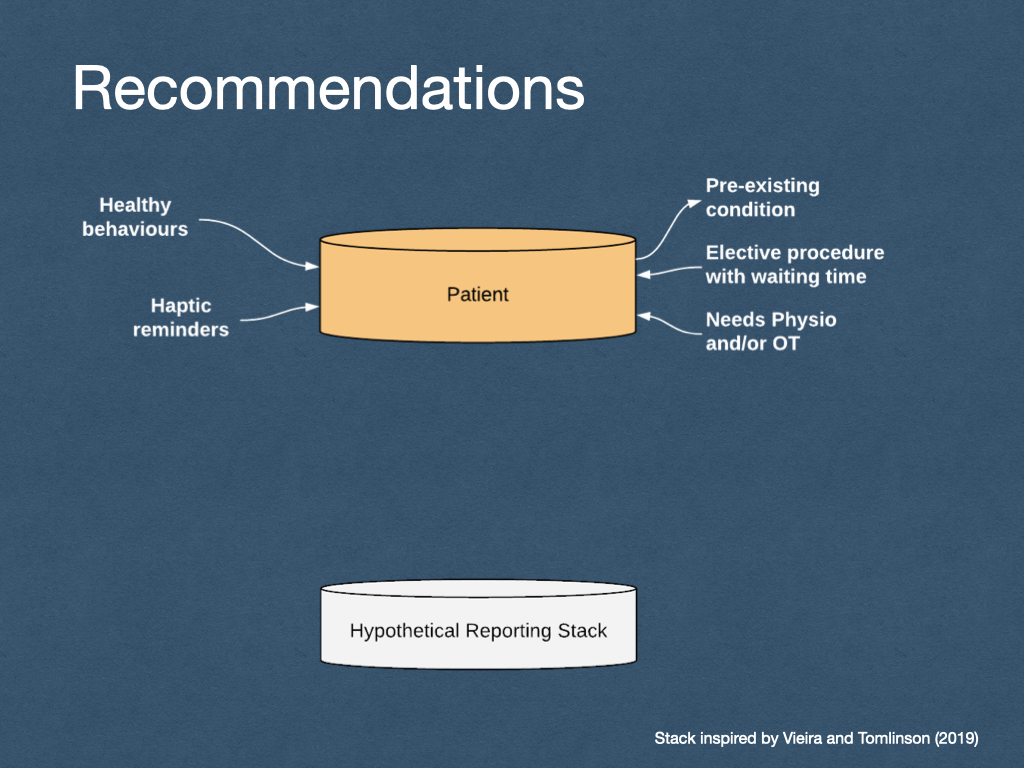 Recommendations
Healthy
behaviours
Haptic
reminders
Patient
Pre-existing
condition
Elective procedure
with waiting time
Needs Physio
and/or OT
Hypothetical Reporting Stack
Stack inspired by Vieira and Tomlinson (2019)